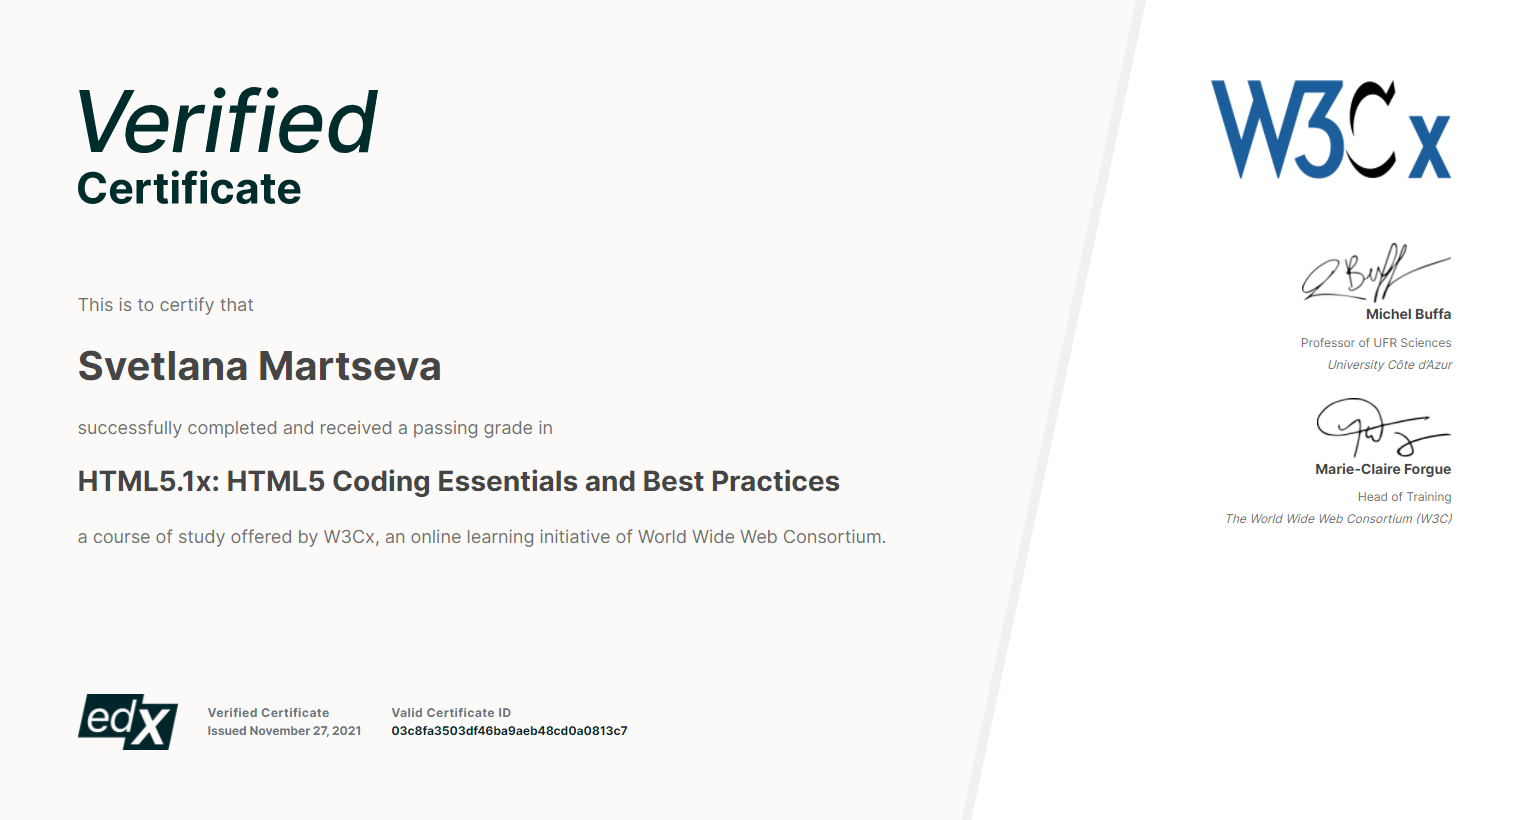 Verified
Certificate
This is to certify that
Svetlana Martseva
successfully completed and received a passing grade in
HTML5.1x: HTML5 Coding Essentials and Best Practices
a course of study offered by W3Cx, an online learning initiative of World Wide Web Consortium.
edX
Verified Certificate
Issued November 27, 2021
Valid Certificate ID
03c8fa3503df46ba9aeb48cd0a0813c7
W3Cx
Michel Buffa
Professor of UFR Sciences
University Côte d'Azur
Marie-Claire Forgue
Head of Training
The World Wide Web Consortium (W3C)